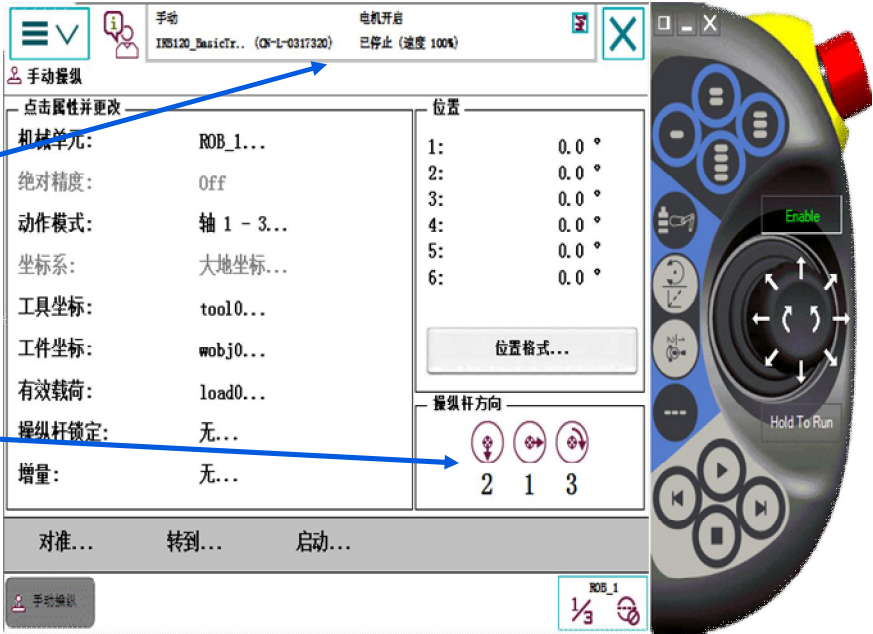 手动
电机开启
IRB120_BasicTr.. (CN-L-0317320)
已停止 (速度 100%)
手动操纵
点击属性并更改
机械单元: ROB_1...
绝对精度: Off
动作模式: 轴 1 - 3...
坐标系: 大地坐标...
工具坐标: tool0...
工件坐标: wobj0...
有效载荷: load0...
操纵杆锁定: 无...
增量: 无...
位置
1: 0.0 °
2: 0.0 °
3: 0.0 °
4: 0.0 °
5: 0.0 °
6: 0.0 °
位置格式...
操纵杆方向
2 1 3
对准... 转到... 启动...
手动操纵
ROB_1
1/3
Enable
Hold To Run